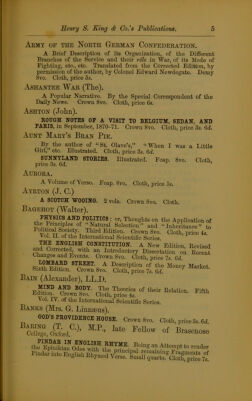 Henry S. King & Co.'s Publications. 5
ARMY OF THE NORTH GERMAN CONFEDERATION.
A Brief Description of its Organization, of the Different
Branches of the Service and their rôle in War, of its Mode of
Fighting, etc., etc. Translated from the Corrected Edition, by
permission of the author, by Colonel Edward Newdigate. Demy
8vo. Cloth, price 5s.
ASHANTEE WAR (The).
A Popular Narrative. By the Special Correspondent of the
Daily News. Crown 8vo. Cloth, price 6s.
ASHTON (John).
ROUGH NOTES OF A VISIT TO BELGIUM, SEDAN, AND
PARIS, in September, 1870-71. Crown 8vo. Cloth, price 3s. 6d.
AUNT MARY'S BRAN PIE.
By the author of "St. Olave's," "When I was a Little
Girl," etc. Illustrated. Cloth, price 3s. 6d.
SUNNYLAND STORIES. Illustrated. Fcap. 8vo. Cloth,
price 3s. 6d.
AURORA.
A Volume of Verse. Fcap. 8vo. Cloth, price 5s.
AYRTON (J. C.)
A SCOTCH WOOING. 2 vols. Crown 8vo. Cloth.
BAGEHOT (Walter).
PHYSICS AND POLITICS: or, Thoughts on the Application of
the Principles of "Natural Selection" and "Inheritance" to
Political Society. Third Edition. Crown 8vo. Cloth, price 4s.
Vol. II. of the International Scientific Series.
THE ENGLISH CONSTITUTION. A New Edition, Revised
and Corrected, with an Introductory Dissertation on Recent
Changes and Events. Crown 8vo. Cloth, price 7s. 6d.
LOMBARD STREET. A Description of the Money Market.
Sixth Edition. Crown 8vo. Cloth, price 7s. 6d.
BAIN (Alexander), LL.D.
MIND AND BODY. The Theories of their Relation. Fifth
Edition. Crown 8vo. Cloth, price 4s.
Vol. IV. of the International Scientific Series.
BANKS (Mrs. G. Linnæus).
GOD'S PROVIDENCE HOUSE. Crown 8vo. Cloth, price 3s. 6d.
BARING (T. C.), M.P., late Fellow of Brasenose
College, Oxford.
PINDAR IN ENGLISH RHYME. Being an Attempt to render
the Epinikian Odes with the principal remaining Fragments of
Pindar into English Rhymed Verse. Small quarto. Cloth, price 7s.